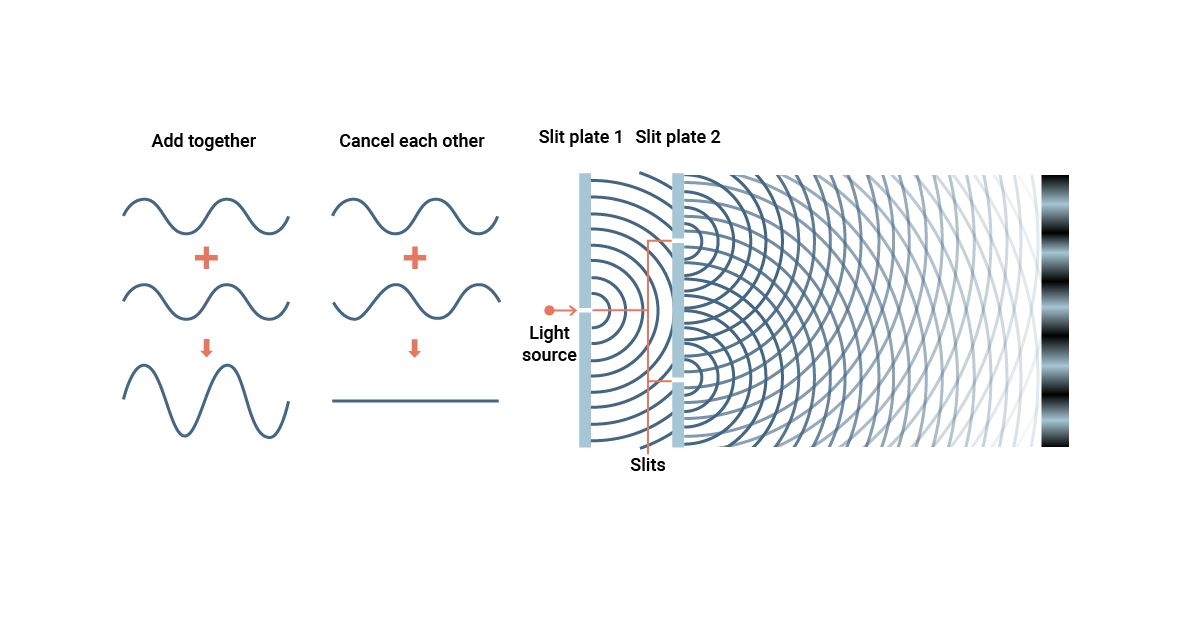 Add together
Cancel each other
Slit plate 1
Slit plate 2
Light
source
Slits